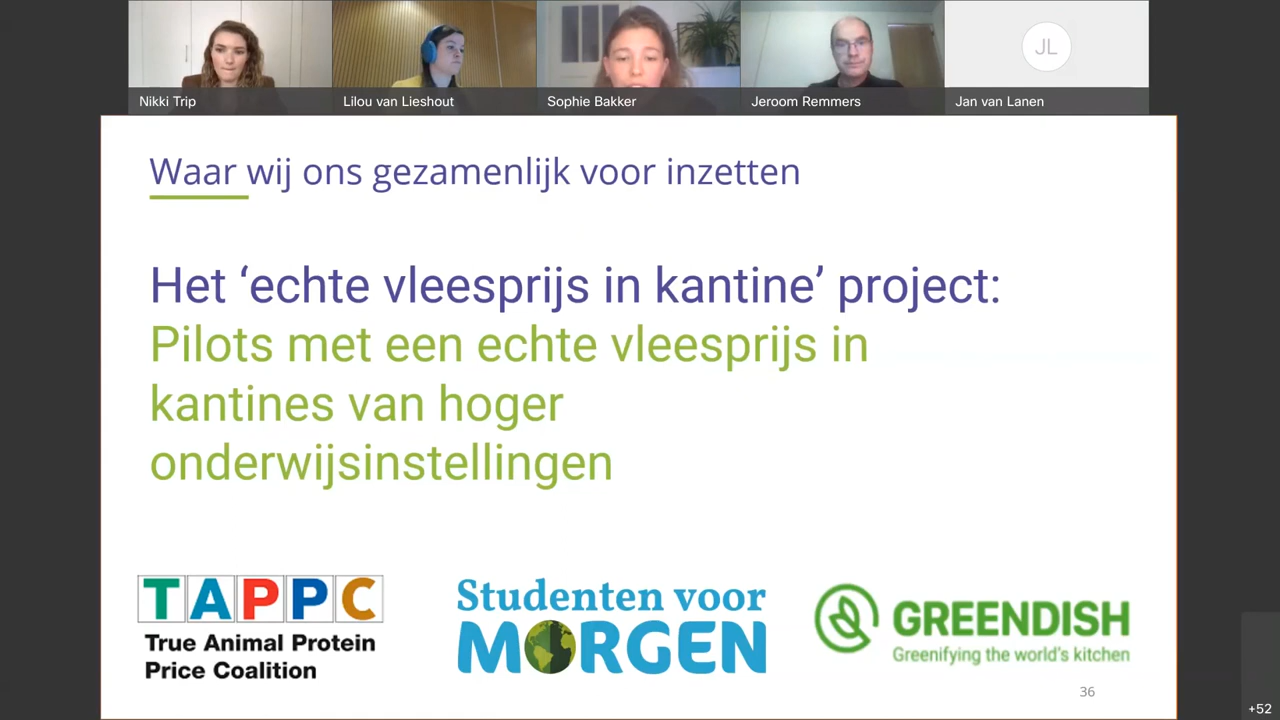 Nikki Trip
Lilou van Lieshout
Sophie Bakker
Jeroom Remmers
JL
Jan van Lanen
Waar wij ons gezamenlijk voor inzetten
Het ‘echte vleesprijs in kantine’ project:
Pilots met een echte vleesprijs in
kantines van hoger
onderwijsinstellingen
TAPPC
True Animal Protein
Price Coalition
Studenten voor
MORGEN
GREENDISH
Greenifying the world's kitchen
36
+52